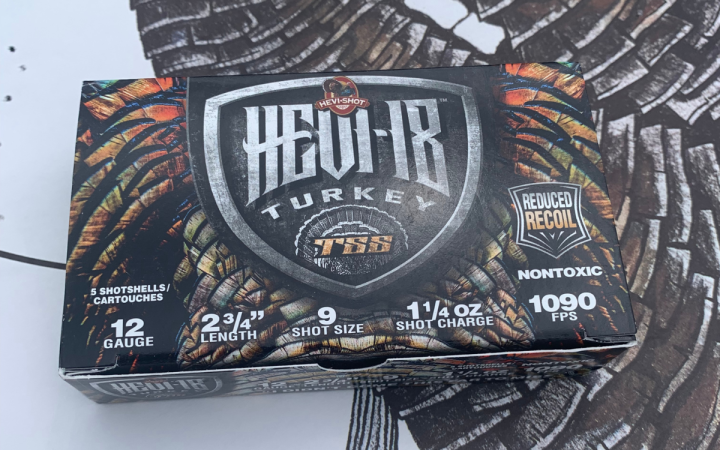 HEVI-SHOT
HEVI-18™
TURKEY
TSS
REDUCED
RECOIL
NONTOXIC
5 SHOTSHELLS/
CARTOUCHES
12
GAUGE
2 3/4"
LENGTH
9
SHOT SIZE
1 1/4 OZ
SHOT CHARGE
1090
FPS
HEVI-18